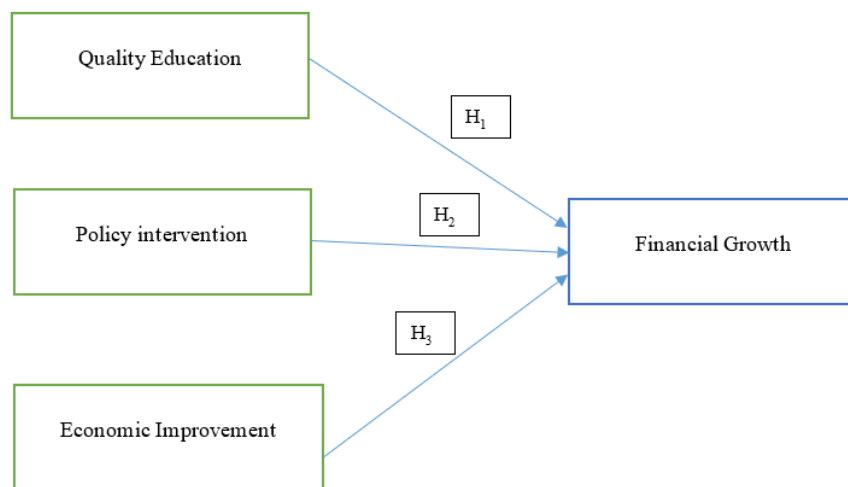 Quality Education
H₁
Policy intervention
H₂
Financial Growth
H₃
Economic Improvement